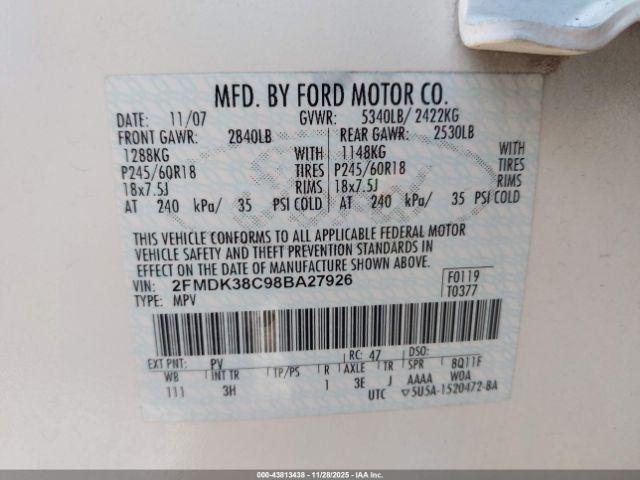 MFD. BY FORD MOTOR CO.
DATE: 11/07 GVWR: 5340LB/ 2422KG
FRONT GAWR: 2840LB REAR GAWR: 2530LB
1288KG WITH 1148KG WITH
P245/60R18 TIRES P245/60R18 TIRES
18x7.5J RIMS 18x7.5J RIMS
AT 240 kPa/ 35 PSI COLD AT 240 kPa/ 35 PSI COLD
THIS VEHICLE CONFORMS TO ALL APPLICABLE FEDERAL MOTOR
VEHICLE SAFETY AND THEFT PREVENTION STANDARDS IN
EFFECT ON THE DATE OF MANUFACTURE SHOWN ABOVE.
VIN: 2FMDK38C98BA27926 F0119
TYPE: MPV T0377
EXT PNT: PV RC: 47 DSO:
WB INT TR TP/PS R AXLE TR SPR 8Q11F
111 3H 1 3E J AAAA W0A
UTC ▽5U5A-1520472-BA
000-43813438 - 11/28/2025 - IAA Inc.